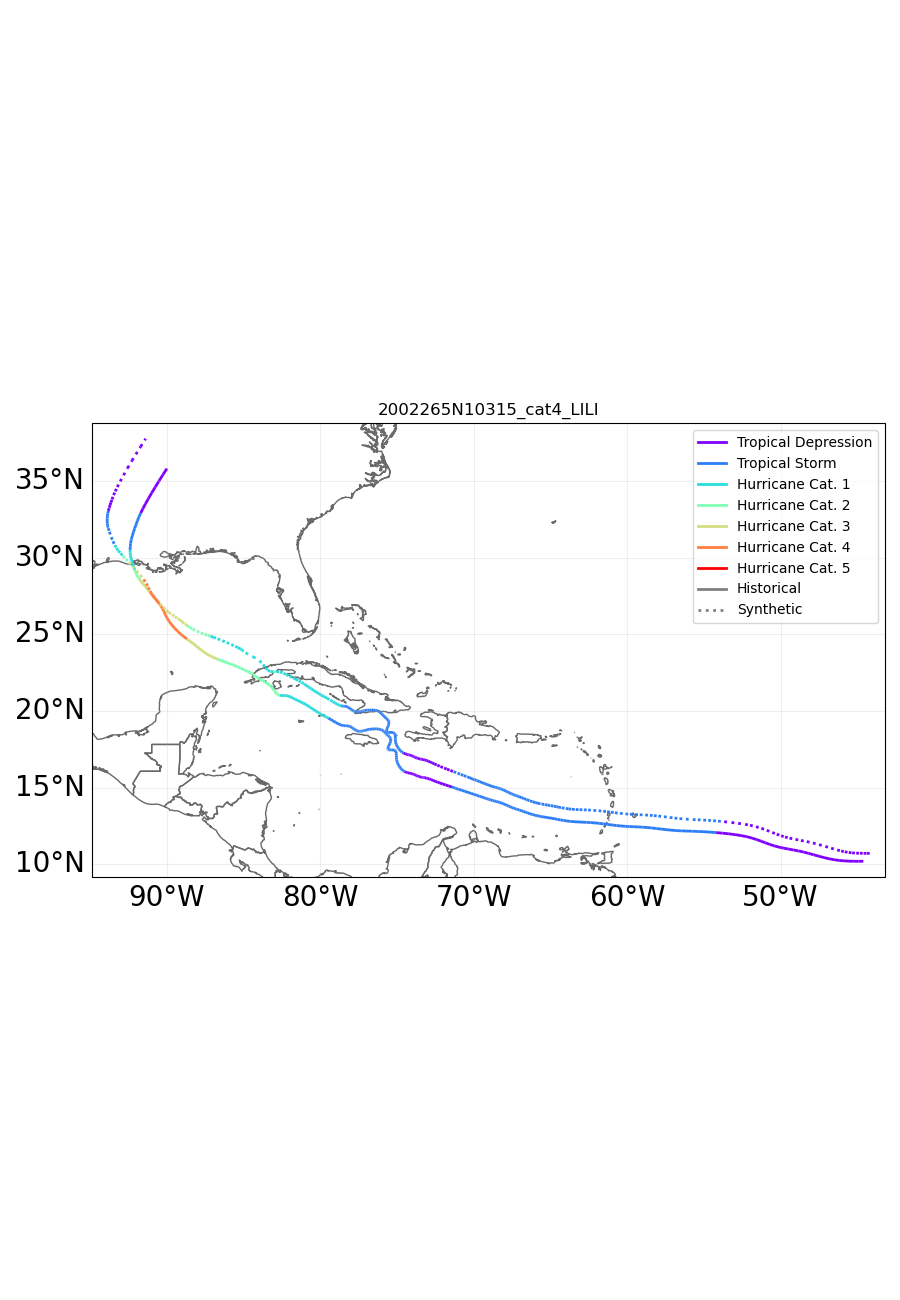 2002265N10315_cat4_LILI
Tropical Depression
Tropical Storm
Hurricane Cat. 1
Hurricane Cat. 2
Hurricane Cat. 3
Hurricane Cat. 4
Hurricane Cat. 5
Historical
Synthetic
35°N
30°N
25°N
20°N
15°N
10°N
90°W 80°W 70°W 60°W 50°W